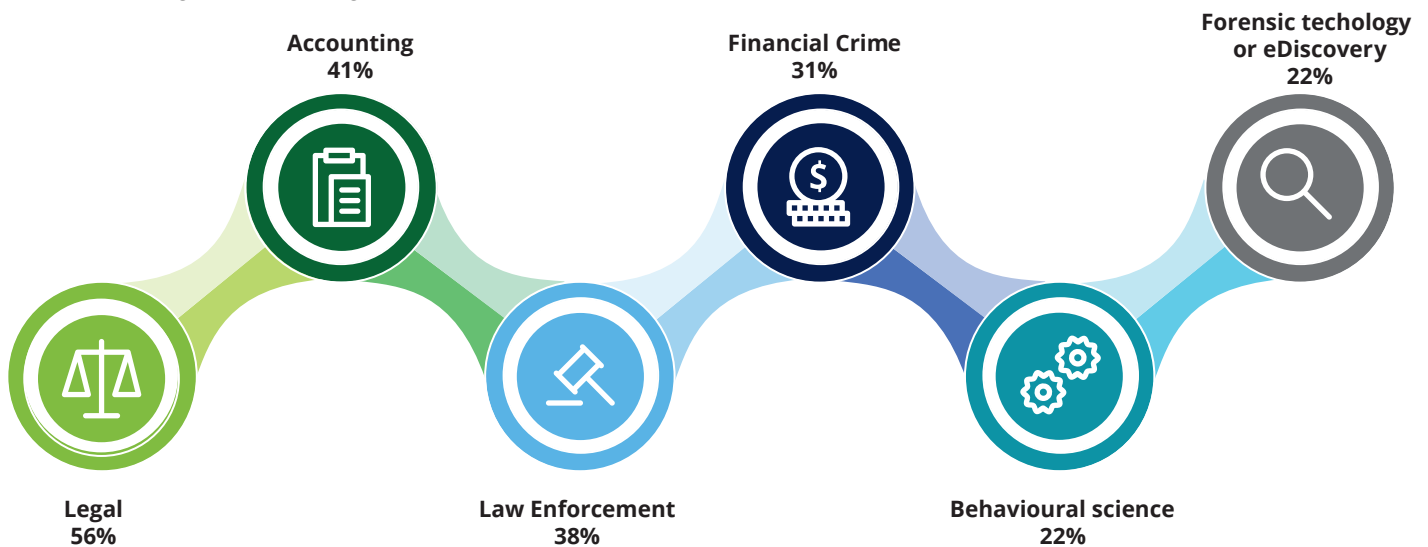 Forensic techology
or eDiscovery
22%
Accounting
41%
Financial Crime
31%
$
Legal
56%
Law Enforcement
38%
Behavioural science
22%